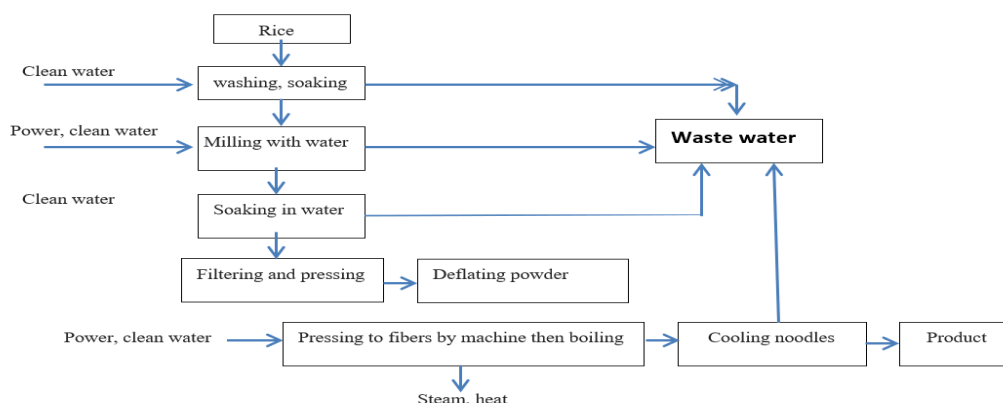 Rice
Clean water
washing, soaking
Power, clean water
Milling with water
Waste water
Clean water
Soaking in water
Filtering and pressing
Deflating powder
Power, clean water
Pressing to fibers by machine then boiling
Cooling noodles
Product
Steam, heat